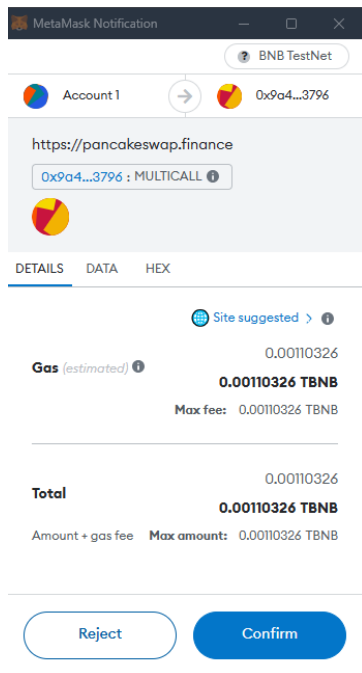 MetaMask Notification
BNB TestNet
Account 1
0x9a4...3796
https://pancakeswap.finance
0x9a4...3796 : MULTICALL
DETAILS
DATA
HEX
Site suggested >
0.00110326
Gas (estimated)
0.00110326 TBNB
Max fee: 0.00110326 TBNB
0.00110326
Total
0.00110326 TBNB
Amount + gas fee Max amount: 0.00110326 TBNB
Reject
Confirm